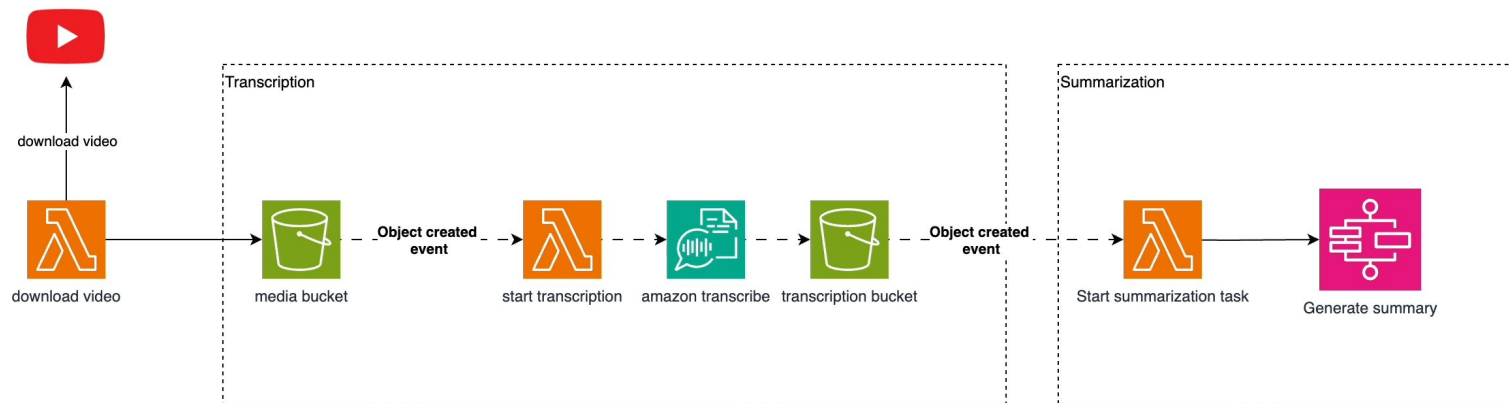 Transcription
Summarization
download video
Object created
event
Object created
event
download video
media bucket
start transcription
amazon transcribe
transcription bucket
Start summarization task
Generate summary